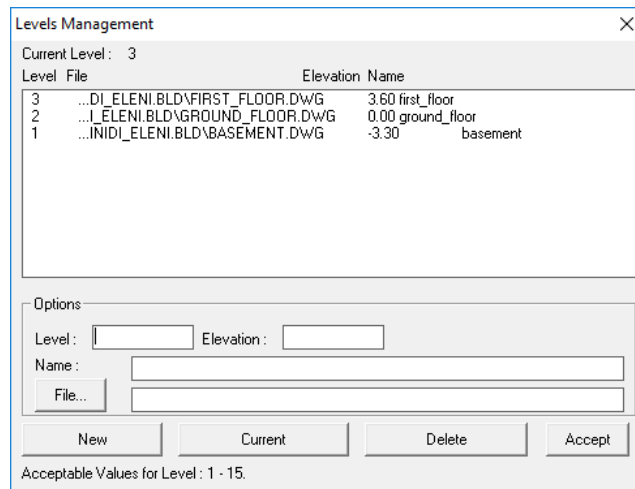 Levels Management
Current Level : 3
Level File Elevation Name
3 ...DI_ELENI.BLD\FIRST_FLOOR.DWG 3.60 first_floor
2 ...I_ELENI.BLD\GROUND_FLOOR.DWG 0.00 ground_floor
1 ...INIDI_ELENI.BLD\BASEMENT.DWG -3.30 basement
Options
Level : Elevation :
Name :
File...
New Current Delete Accept
Acceptable Values for Level : 1 - 15.